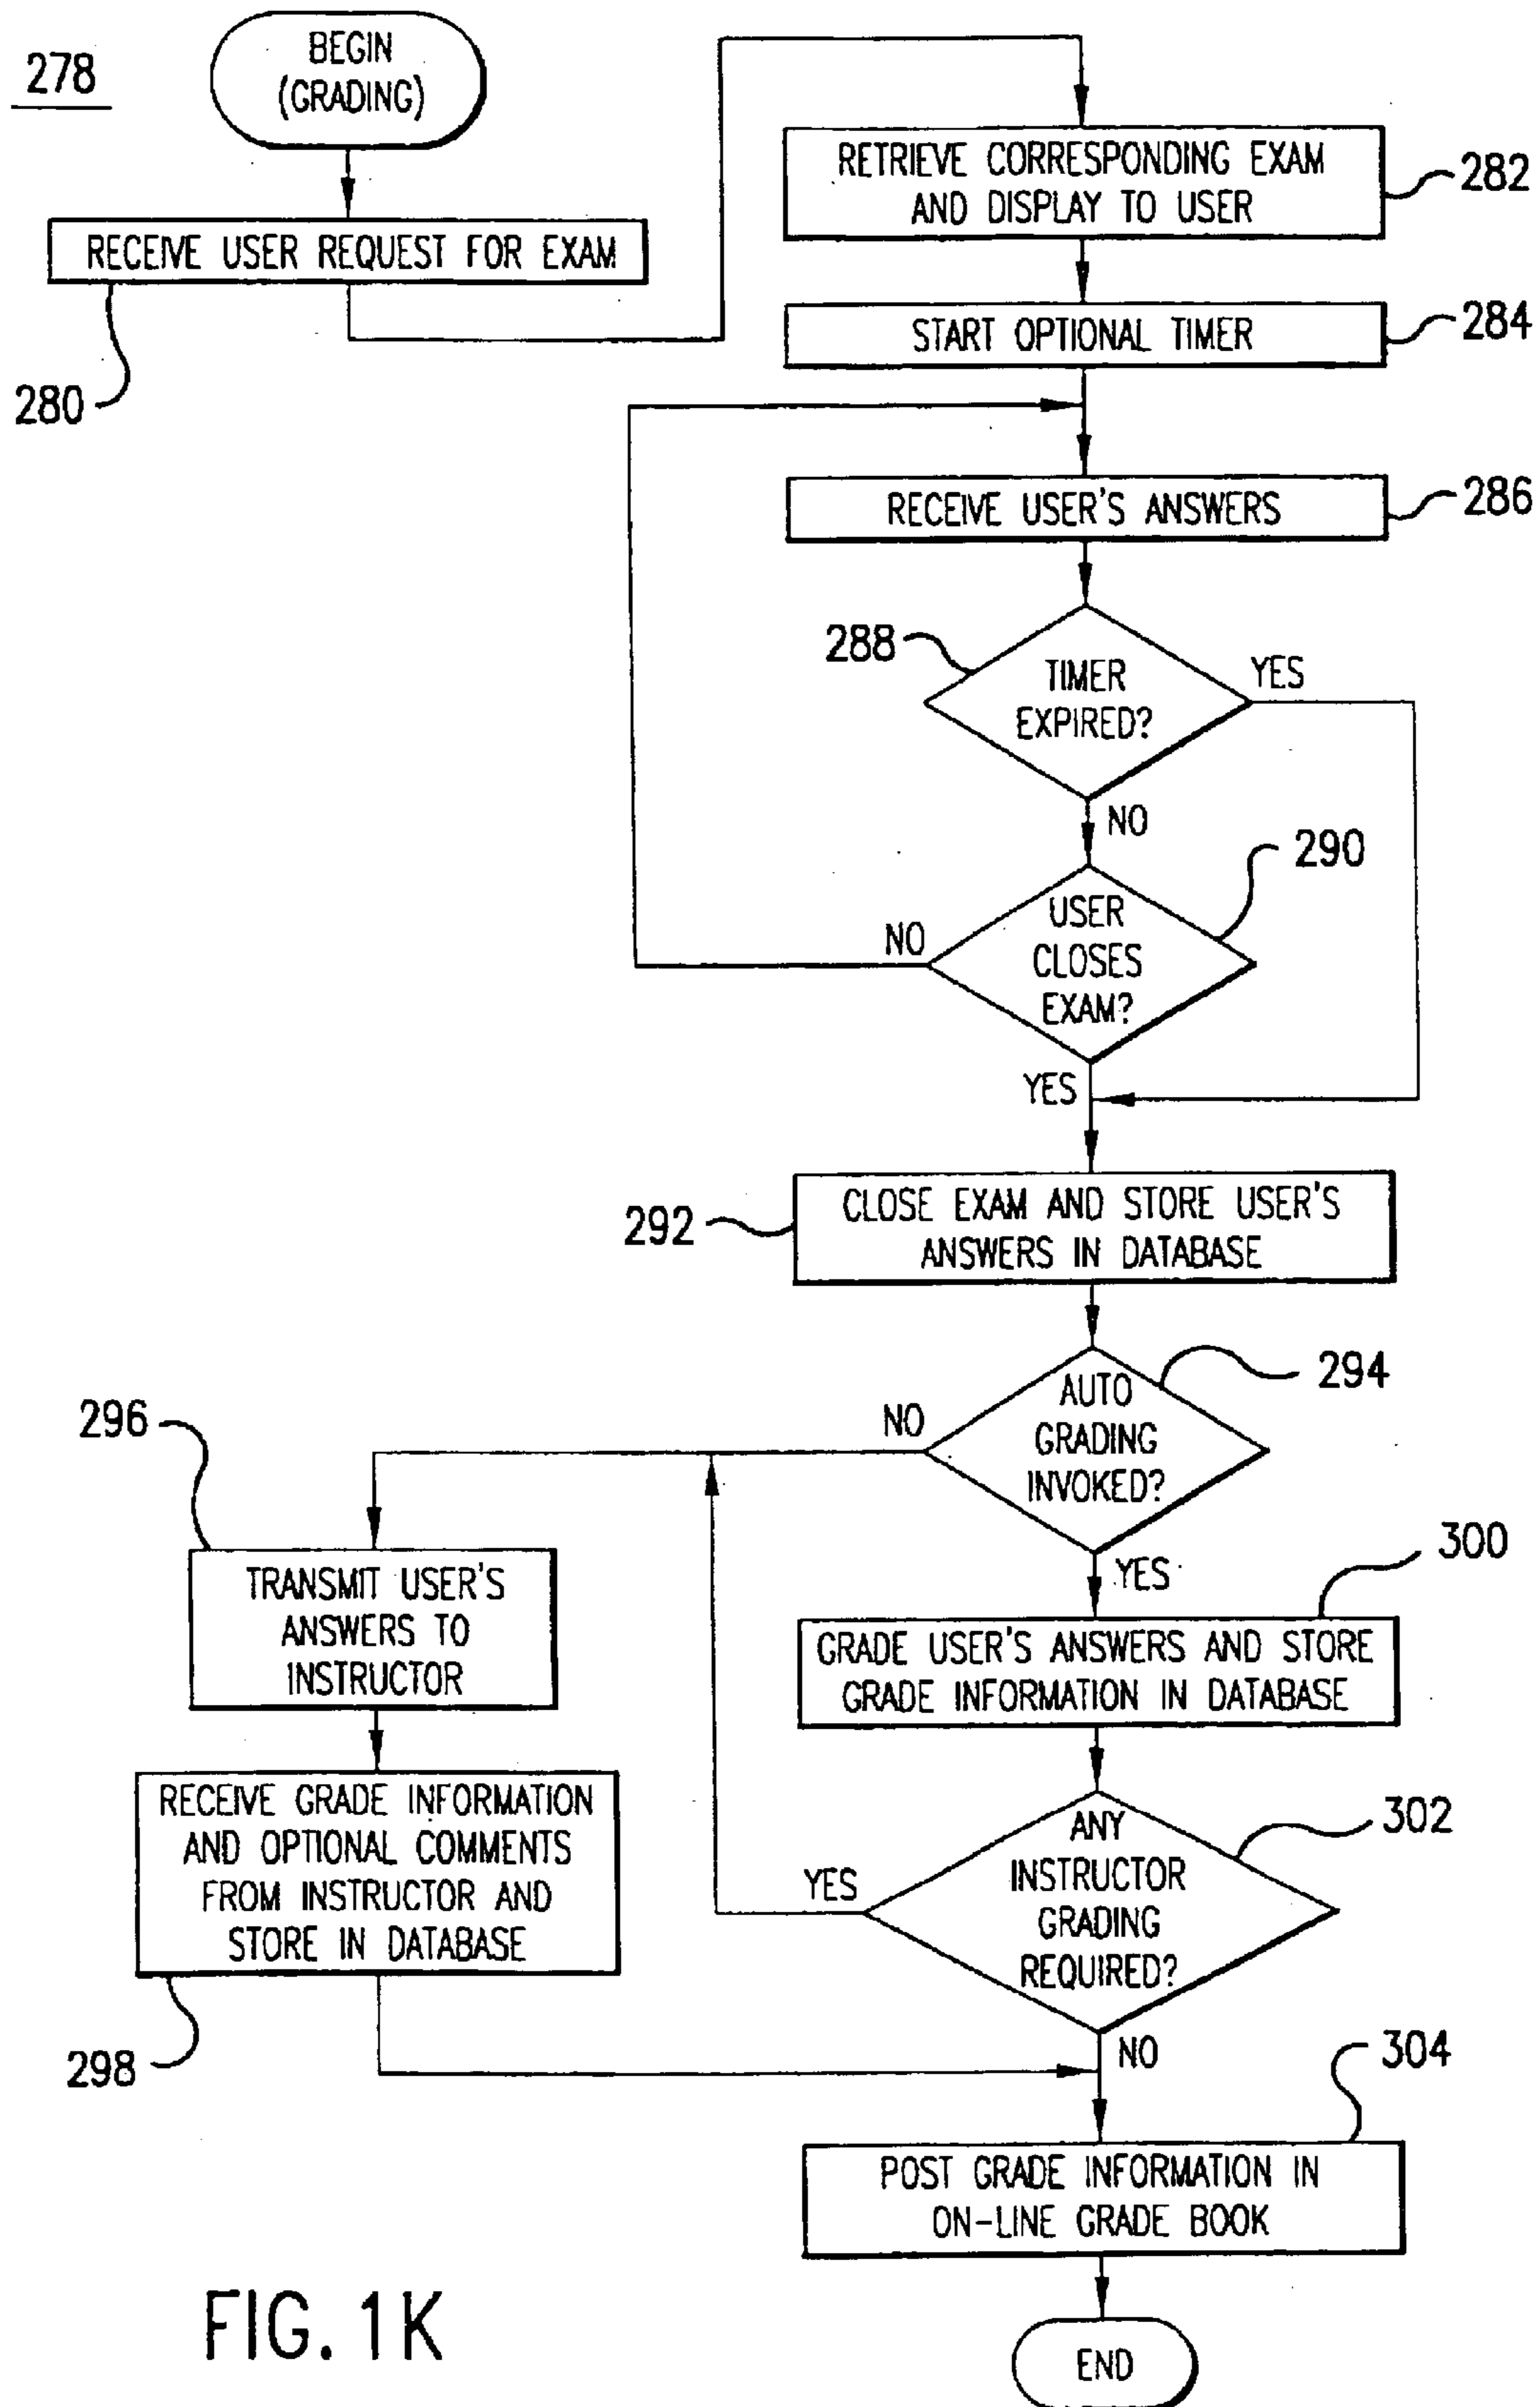 278
BEGIN
(GRADING)
RECEIVE USER REQUEST FOR EXAM
280
RETRIEVE CORRESPONDING EXAM
AND DISPLAY TO USER
282
START OPTIONAL TIMER
284
RECEIVE USER'S ANSWERS
286
288
TIMER
EXPIRED?
YES
NO
290
USER
CLOSES
EXAM?
NO
YES
292
CLOSE EXAM AND STORE USER'S
ANSWERS IN DATABASE
294
AUTO
GRADING
INVOKED?
NO
YES
296
TRANSMIT USER'S
ANSWERS TO
INSTRUCTOR
RECEIVE GRADE INFORMATION
AND OPTIONAL COMMENTS
FROM INSTRUCTOR AND
STORE IN DATABASE
298
300
GRADE USER'S ANSWERS AND STORE
GRADE INFORMATION IN DATABASE
302
ANY
INSTRUCTOR
GRADING
REQUIRED?
YES
NO
304
POST GRADE INFORMATION IN
ON-LINE GRADE BOOK
END
FIG. 1K